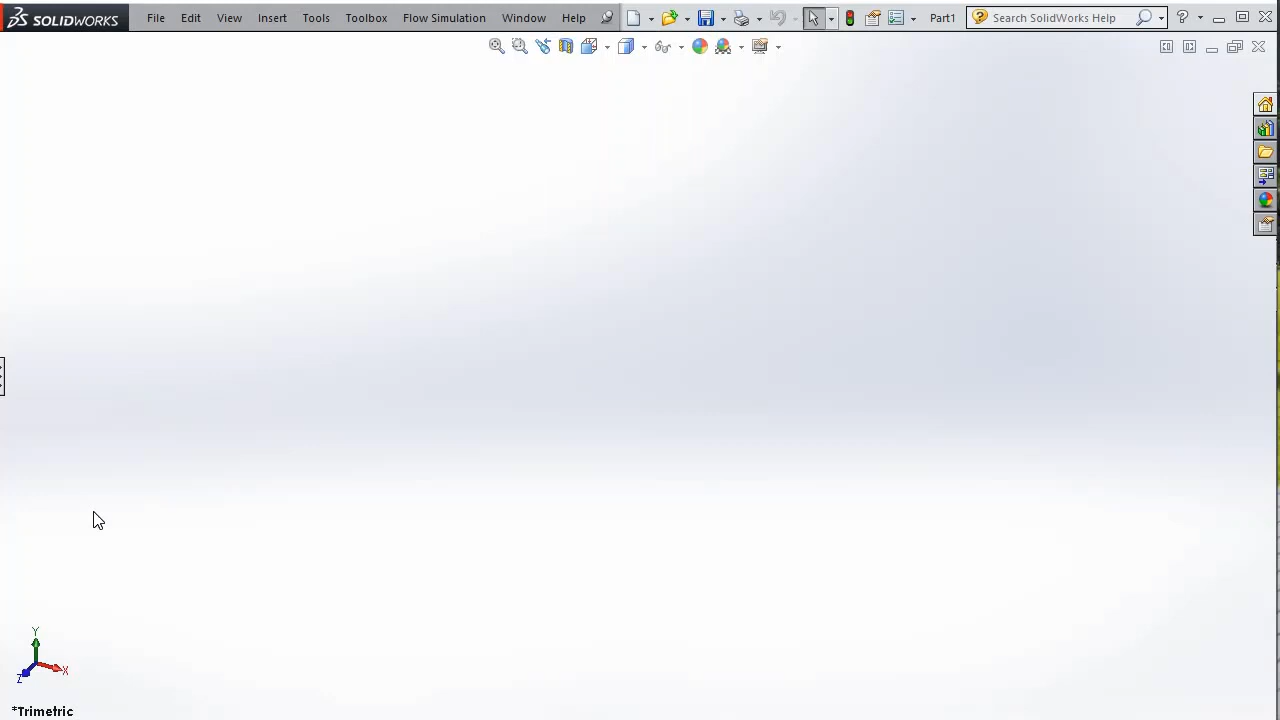 SOLIDWORKS File Edit View Insert Tools Toolbox Flow Simulation Window Help Part1 Search SolidWorks Help
Y
X
Z
*Trimetric